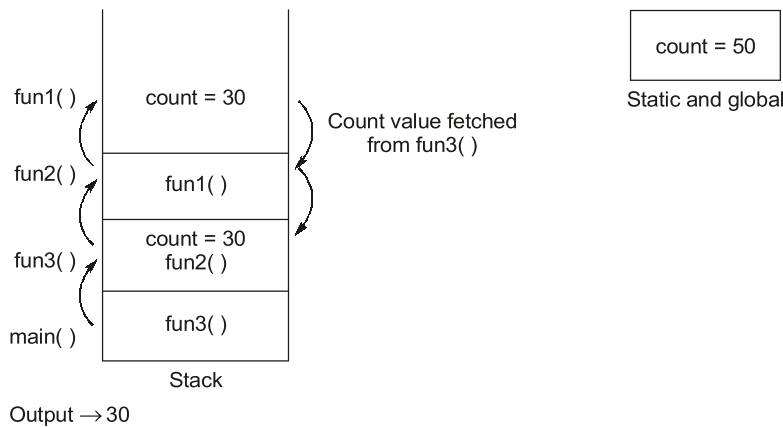 count = 50
Static and global
fun1( )
count = 30
Count value fetched
from fun3( )
fun2( )
fun1( )
count = 30
fun3( )
fun2( )
main( )
fun3( )
Stack
Output → 30